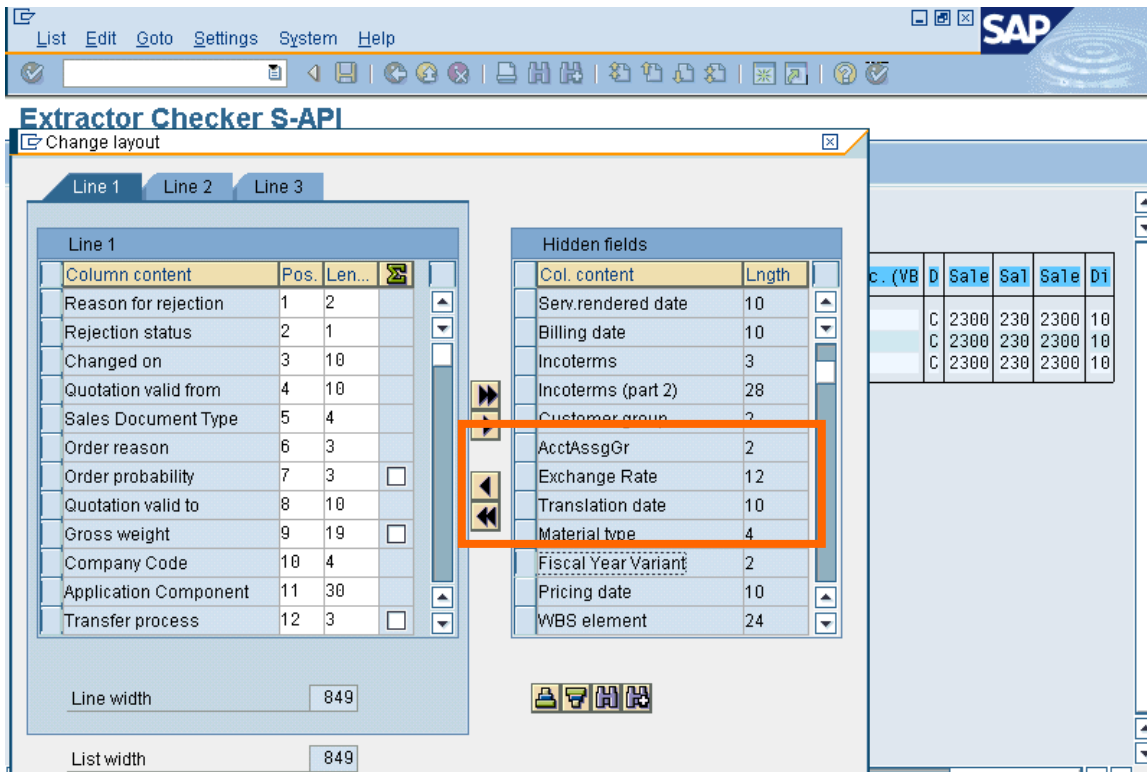 List Edit Goto Settings System Help
SAP
Extractor Checker S-API
Change layout
Line 1 Line 2 Line 3
Line 1
Column content Pos. Len...
Reason for rejection 1 2
Rejection status 2 1
Changed on 3 10
Quotation valid from 4 10
Sales Document Type 5 4
Order reason 6 3
Order probability 7 3
Quotation valid to 8 10
Gross weight 9 19
Company Code 10 4
Application Component 11 30
Transfer process 12 3
Line width 849
List width 849
Hidden fields
Col. content Lngth
Serv.rendered date 10
Billing date 10
Incoterms 3
Incoterms (part 2) 28
Customer group 2
AcctAssgGr 2
Exchange Rate 12
Translation date 10
Material type 4
Fiscal Year Variant 2
Pricing date 10
WBS element 24
c. (VB D Sale Sal Sale Di
C 2300 230 2300 10
C 2300 230 2300 10
C 2300 230 2300 10